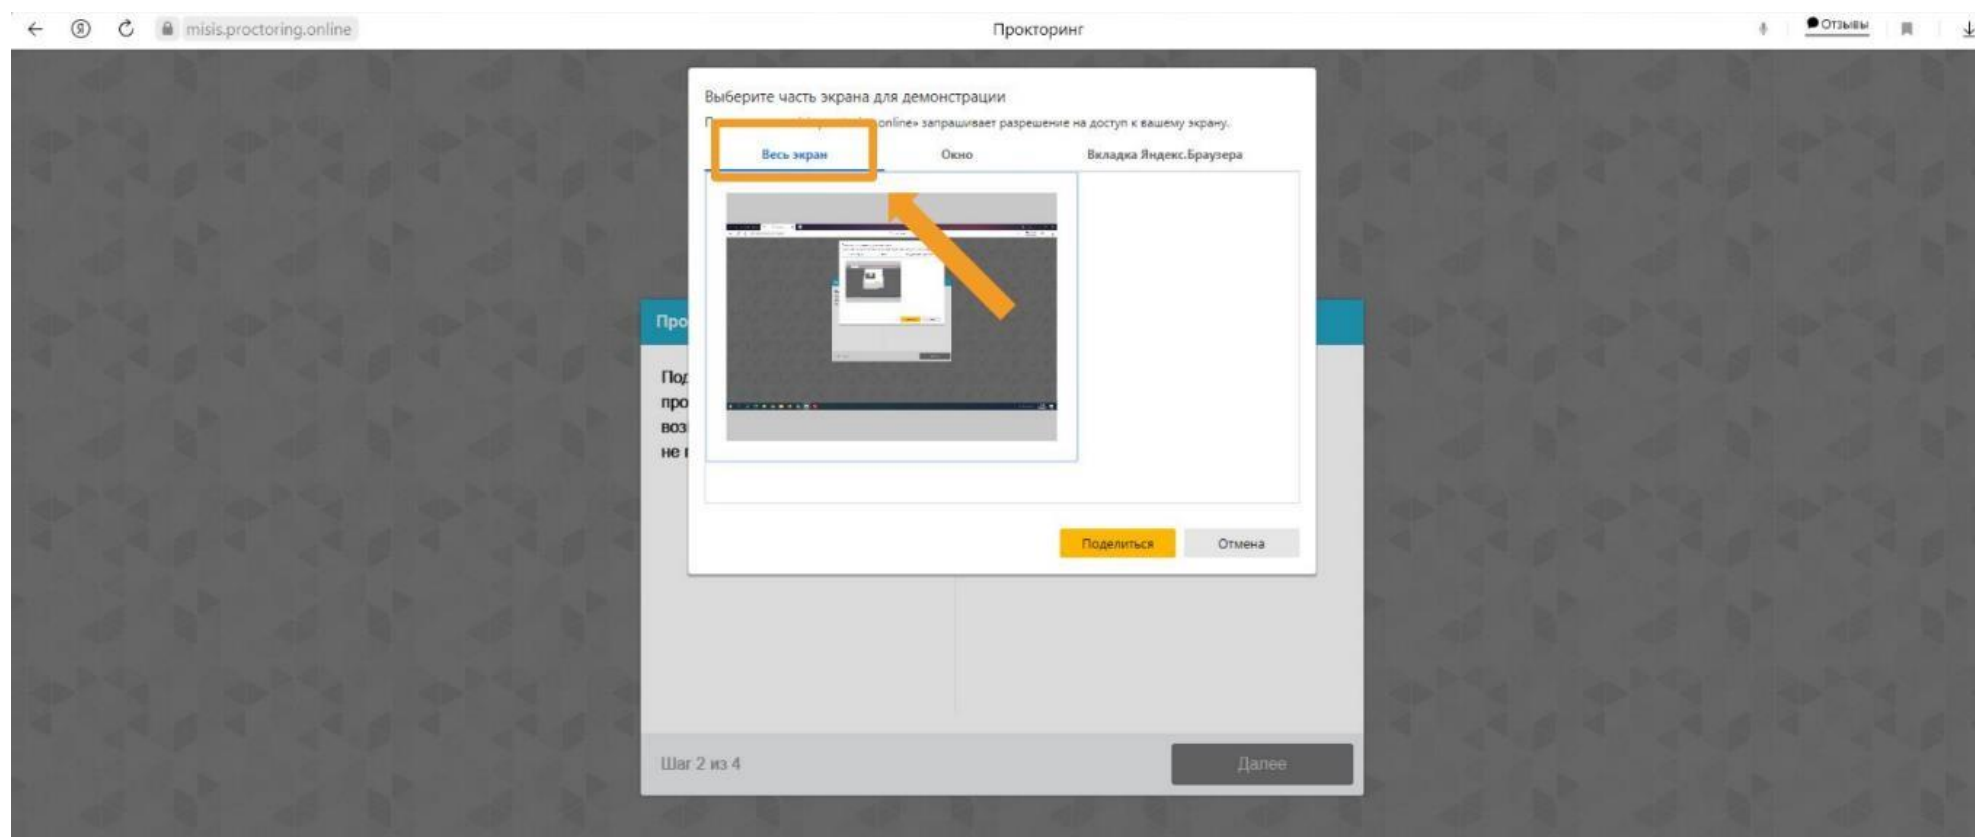 misis.proctoring.online
Прокторинг
Отзывы
Выберите часть экрана для демонстрации
online» запрашивает разрешение на доступ к вашему экрану.
Весь экран
Окно
Вкладка Яндекс.Браузера
Про
Под
про
воз
не п
Поделиться
Отмена
Шаг 2 из 4
Далее